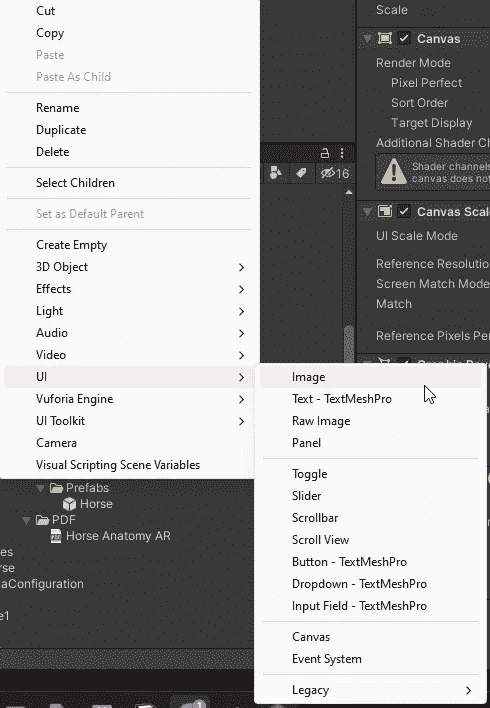 Cut
Copy
Paste
Paste As Child
Rename
Duplicate
Delete
Select Children
Set as Default Parent
Create Empty
3D Object
Effects
Light
Audio
Video
UI
Vuforia Engine
UI Toolkit
Camera
Visual Scripting Scene Variables
Image
Text - TextMeshPro
Raw Image
Panel
Toggle
Slider
Scrollbar
Scroll View
Button - TextMeshPro
Dropdown - TextMeshPro
Input Field - TextMeshPro
Canvas
Event System
Legacy
Scale
Canvas
Render Mode
Pixel Perfect
Sort Order
Target Display
Additional Shader Ch
Shader channels
canvas does not
16
Canvas Scale
UI Scale Mode
Reference Resolutio
Screen Match Mode
Match
Reference Pixels Per
Prefabs
Horse
PDF
Horse Anatomy AR
es
rse
aConfiguration
e1
1